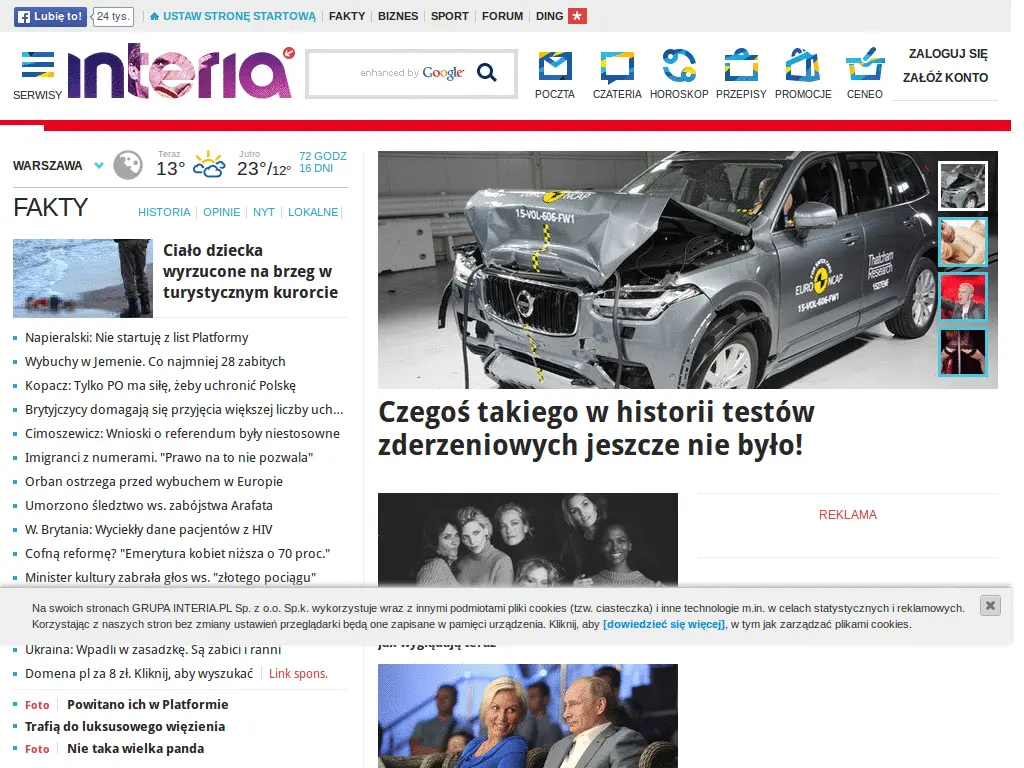 Lubię to! 24 tys. USTAW STRONĘ STARTOWĄ FAKTY BIZNES SPORT FORUM DING
SERWISY interia enhanced by Google POCZTA CZATERIA HOROSKOP PRZEPISY PROMOCJE CENEO
ZALOGUJ SIĘ
ZAŁÓŻ KONTO
WARSZAWA Teraz 13° Jutro 23°/12° 72 GODZ
16 DNI
FAKTY HISTORIA OPINIE NYT LOKALNE
Ciało dziecka
wyrzucone na brzeg w
turystycznym kurorcie
Napieralski: Nie startuję z list Platformy
Wybuchy w Jemenie. Co najmniej 28 zabitych
Kopacz: Tylko PO ma siłę, żeby uchronić Polskę
Brytyjczycy domagają się przyjęcia większej liczby uch...
Cimoszewicz: Wnioski o referendum były niestosowne
Imigranci z numerami. "Prawo na to nie pozwala"
Orban ostrzega przed wybuchem w Europie
Umorzono śledztwo ws. zabójstwa Arafata
W. Brytania: Wyciekły dane pacjentów z HIV
Cofną reformę? "Emerytura kobiet niższa o 70 proc."
Minister kultury zabrała głos ws. "złotego pociągu"
Ukraina: Wpadli w zasadzkę. Są zabici i ranni
Domena pl za 8 zł. Kliknij, aby wyszukać Link spons.
Foto Powitano ich w Platformie
Trafią do luksusowego więzienia
Foto Nie taka wielka panda
EURO NCAP
15-VOL-606-FW1
EURO NCAP
15-VOL-606-FW1
Thatcham
Research
Czegoś takiego w historii testów
zderzeniowych jeszcze nie było!
REKLAMA
jak wyglądają teraz
Na swoich stronach GRUPA INTERIA.PL Sp. z o.o. Sp.k. wykorzystuje wraz z innymi podmiotami pliki cookies (tzw. ciasteczka) i inne technologie m.in. w celach statystycznych i reklamowych.
Korzystając z naszych stron bez zmiany ustawień przeglądarki będą one zapisane w pamięci urządzenia. Kliknij, aby [dowiedzieć się więcej], w tym jak zarządzać plikami cookies.